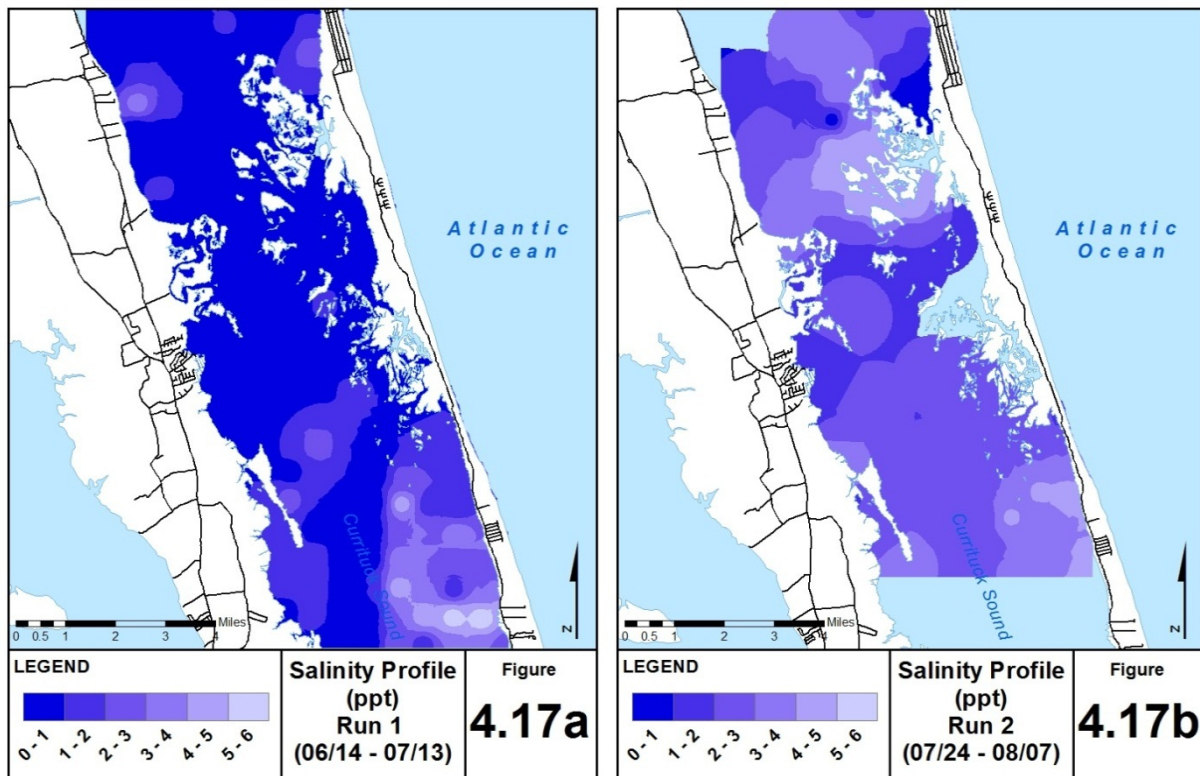 Atlantic
Ocean
Currituck Sound
Miles
0 0.5 1 2 3 4
N
LEGEND
0 - 1
1 - 2
2 - 3
3 - 4
4 - 5
5 - 6
Salinity Profile
(ppt)
Run 1
(06/14 - 07/13)
Figure
4.17a
Atlantic
Ocean
Currituck Sound
Miles
0 0.5 1 2 3 4
N
LEGEND
0 - 1
1 - 2
2 - 3
3 - 4
4 - 5
5 - 6
Salinity Profile
(ppt)
Run 2
(07/24 - 08/07)
Figure
4.17b